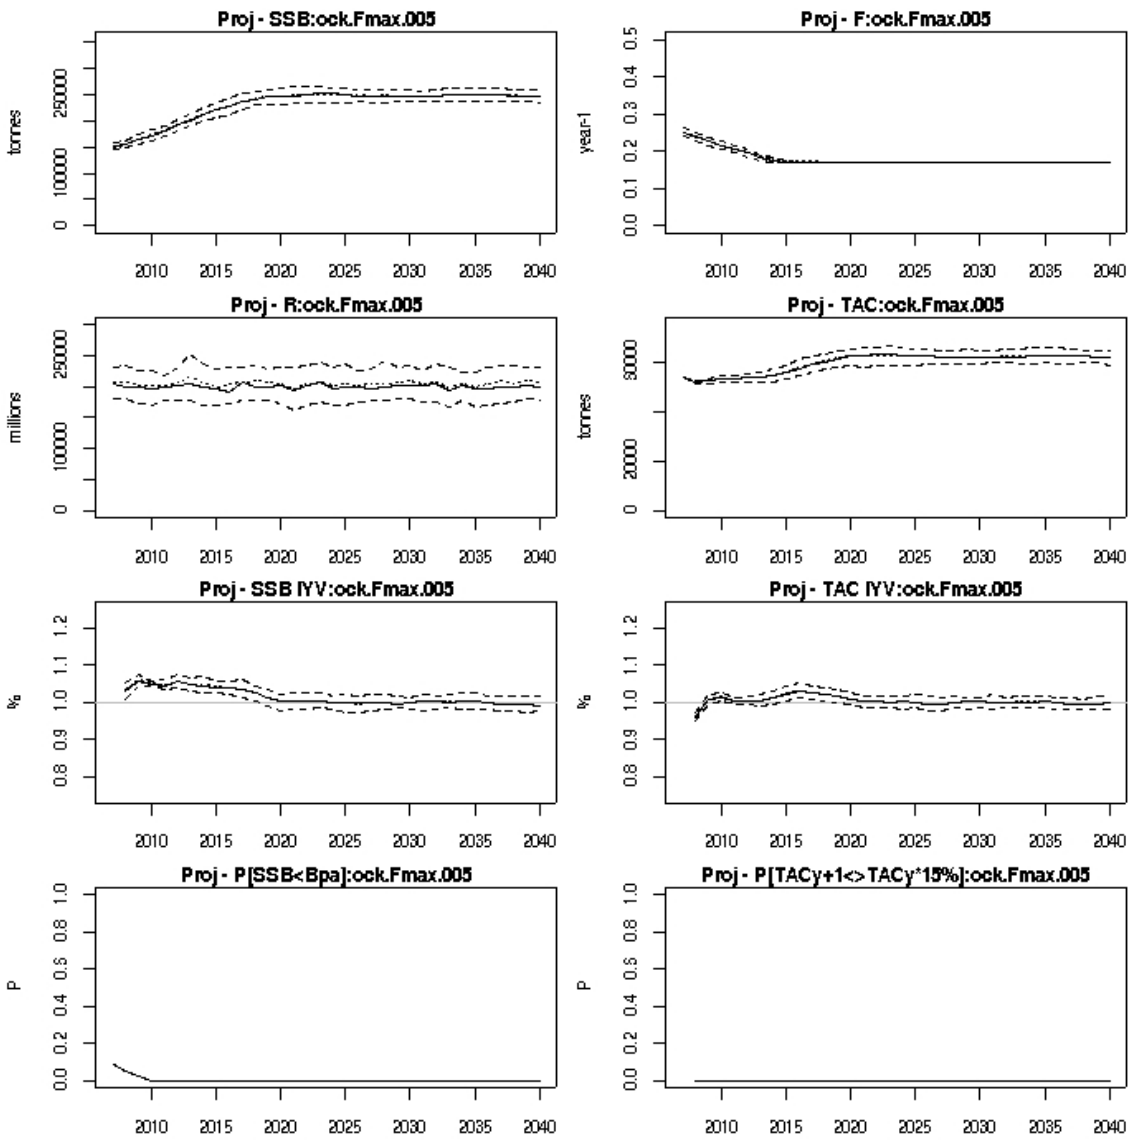 Proj - SSB:ock.Fmax.005
tonnes
250000
100000
0
2010 2015 2020 2025 2030 2035 2040
Proj - F:ock.Fmax.005
year-1
0.5
0.4
0.3
0.2
0.1
0.0
2010 2015 2020 2025 2030 2035 2040
Proj - R:ock.Fmax.005
millions
250000
100000
0
2010 2015 2020 2025 2030 2035 2040
Proj - TAC:ock.Fmax.005
tonnes
60000
20000
0
2010 2015 2020 2025 2030 2035 2040
Proj - SSB IYV:ock.Fmax.005
%
1.2
1.1
1.0
0.9
0.8
2010 2015 2020 2025 2030 2035 2040
Proj - TAC IYV:ock.Fmax.005
%
1.2
1.1
1.0
0.9
0.8
2010 2015 2020 2025 2030 2035 2040
Proj - P[SSB<Bpa]:ock.Fmax.005
P
1.0
0.8
0.6
0.4
0.2
0.0
2010 2015 2020 2025 2030 2035 2040
Proj - P[TACy+1<>TACy*15%]:ock.Fmax.005
P
1.0
0.8
0.6
0.4
0.2
0.0
2010 2015 2020 2025 2030 2035 2040